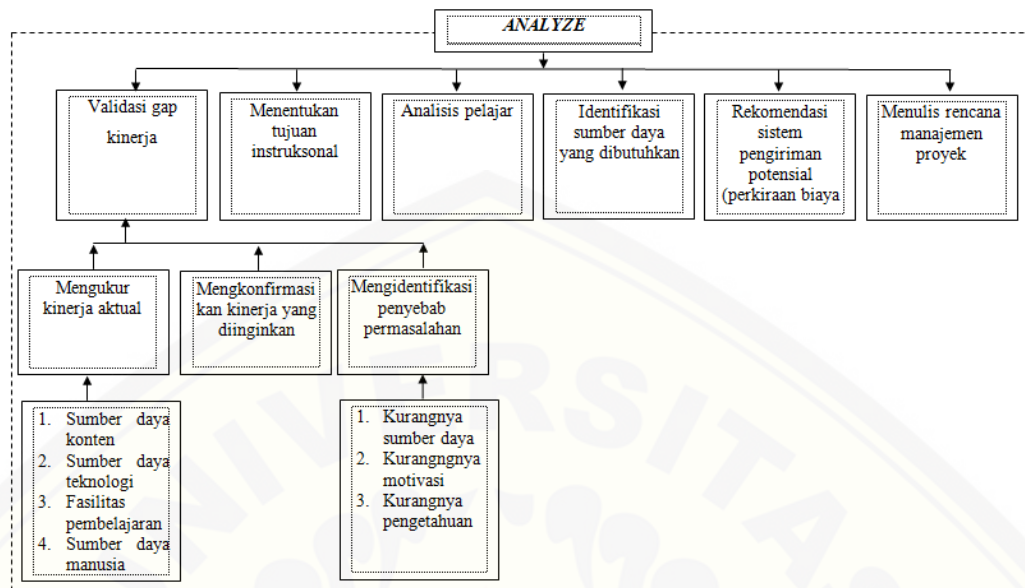 ANALYZE
Validasi gap
kinerja
Menentukan
tujuan
instruksonal
Analisis pelajar
Identifikasi
sumber daya
yang dibutuhkan
Rekomendasi
sistem
pengiriman
potensial
(perkiraan biaya
Menulis rencana
manajemen
proyek
Mengukur
kinerja aktual
Mengkonfirmasi
kan kinerja yang
diinginkan
Mengidentifikasi
penyebab
permasalahan
1. Sumber daya
konten
2. Sumber daya
teknologi
3. Fasilitas
pembelajaran
4. Sumber daya
manusia
1. Kurangnya
sumber daya
2. Kurangngnya
motivasi
3. Kurangnya
pengetahuan
UNIVERSITAS